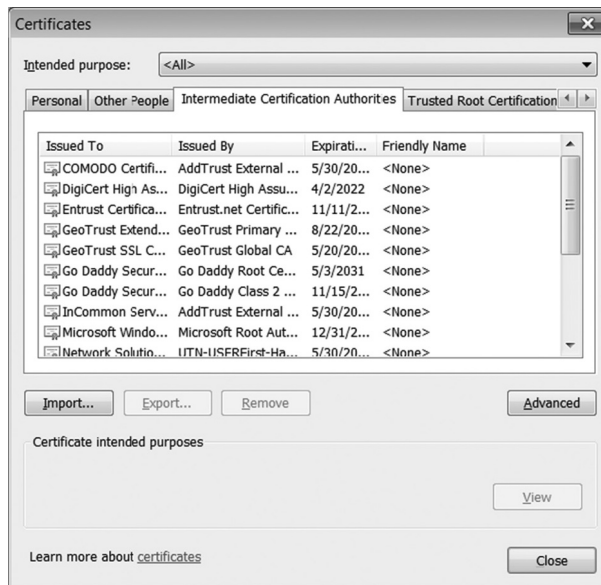 Certificates
Intended purpose: <All>
Personal Other People Intermediate Certification Authorities Trusted Root Certification
Issued To Issued By Expirati... Friendly Name
COMODO Certifi... AddTrust External ... 5/30/20... <None>
DigiCert High As... DigiCert High Assu... 4/2/2022 <None>
Entrust Certifica... Entrust.net Certific... 11/11/2... <None>
GeoTrust Extend... GeoTrust Primary ... 8/22/20... <None>
GeoTrust SSL C... GeoTrust Global CA 5/20/20... <None>
Go Daddy Secur... Go Daddy Root Ce... 5/3/2031 <None>
Go Daddy Secur... Go Daddy Class 2 ... 11/15/2... <None>
InCommon Serv... AddTrust External ... 5/30/20... <None>
Microsoft Windo... Microsoft Root Aut... 12/31/2... <None>
Network Solutio... UTN-USERFirst-Ha... 5/30/20... <None>
Import... Export... Remove Advanced
Certificate intended purposes
View
Learn more about certificates
Close